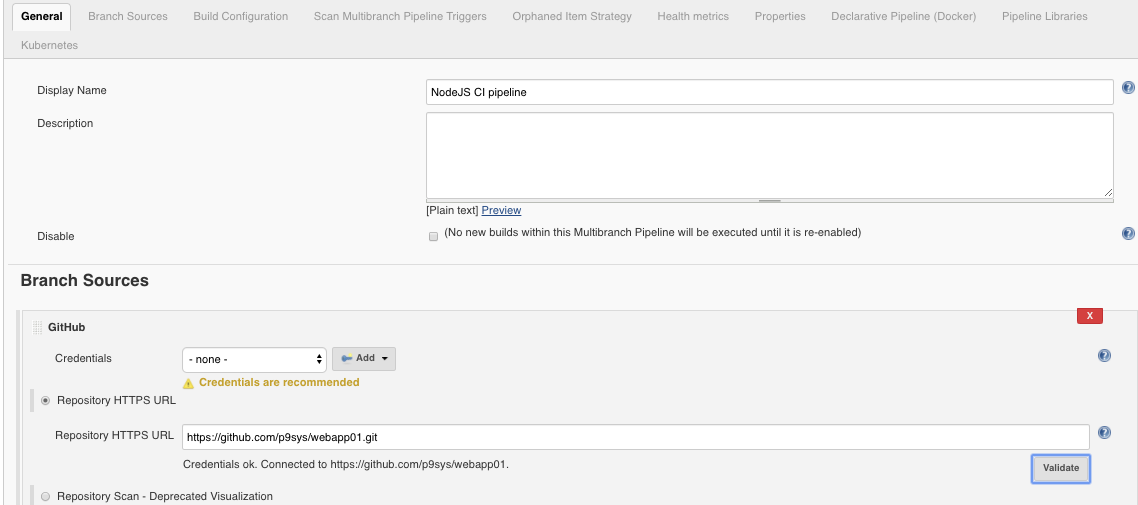 General Branch Sources Build Configuration Scan Multibranch Pipeline Triggers Orphaned Item Strategy Health metrics Properties Declarative Pipeline (Docker) Pipeline Libraries
Kubernetes
Display Name NodeJS CI pipeline ?
Description
[Plain text] Preview
Disable (No new builds within this Multibranch Pipeline will be executed until it is re-enabled) ?
Branch Sources
X
GitHub
Credentials - none - Add ?
Credentials are recommended
Repository HTTPS URL
Repository HTTPS URL https://github.com/p9sys/webapp01.git ?
Credentials ok. Connected to https://github.com/p9sys/webapp01.
Validate
Repository Scan - Deprecated Visualization